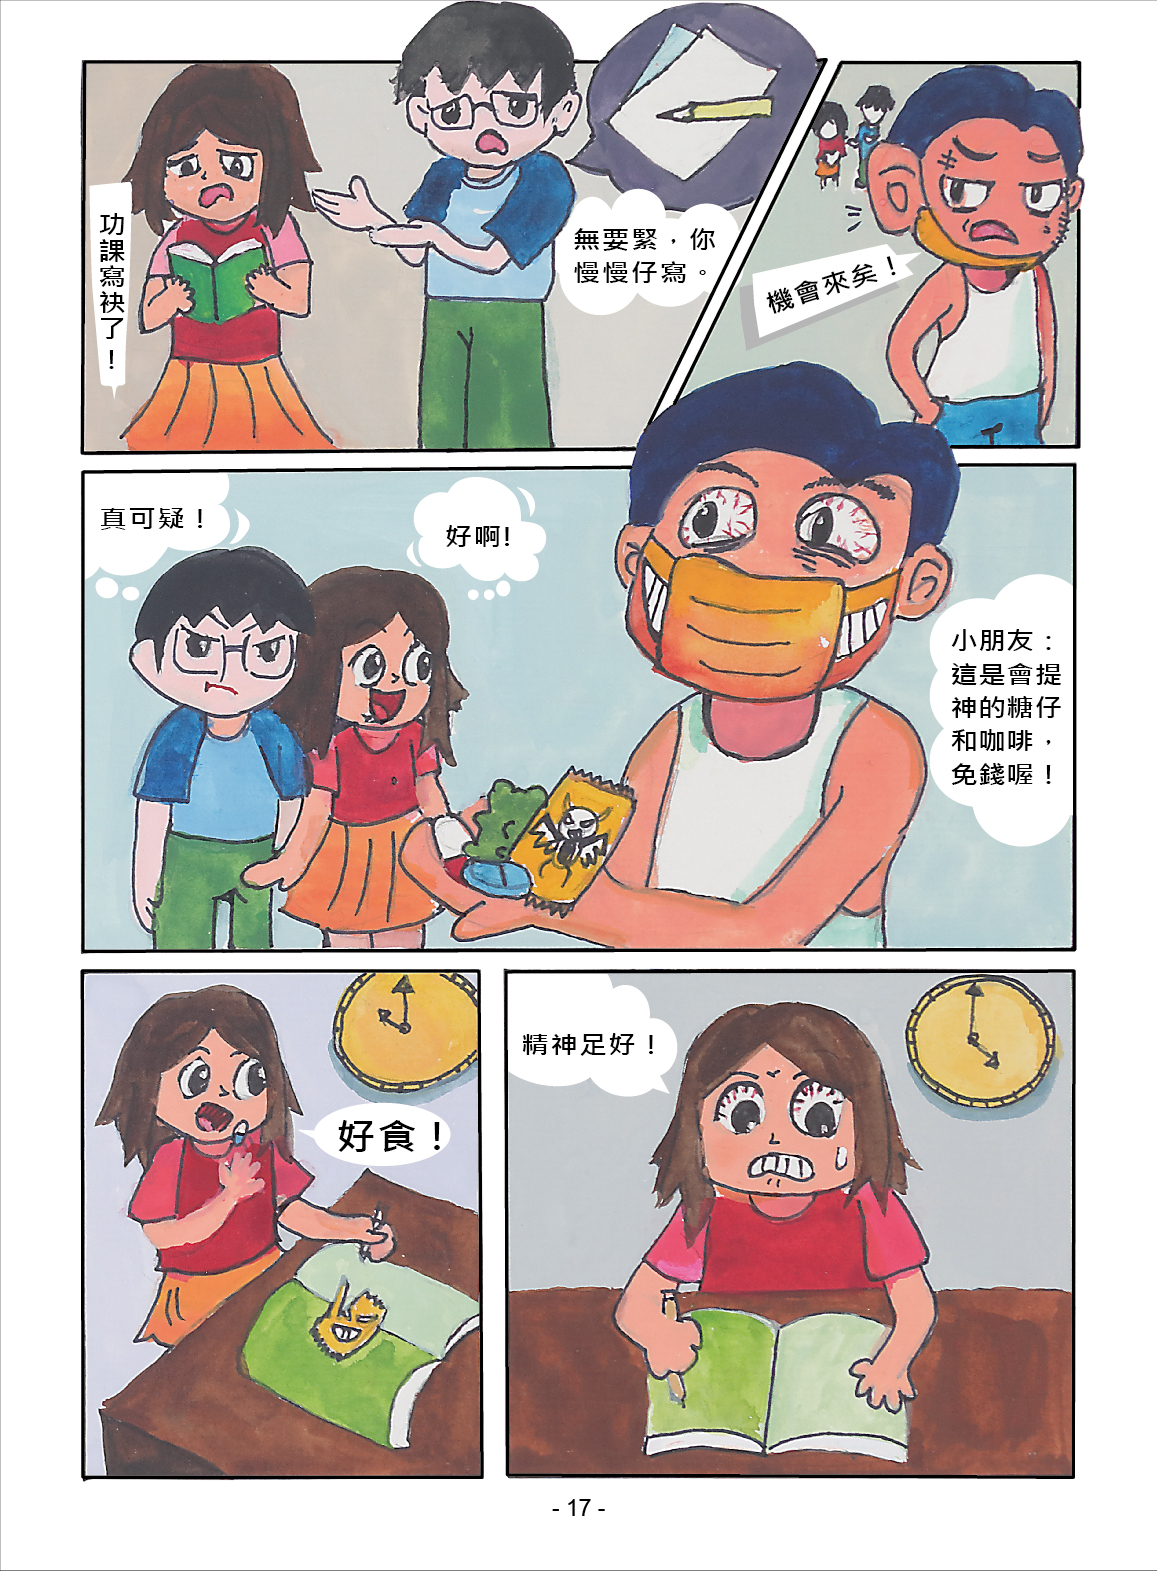 功課寫袂了！
無要緊，你
慢慢仔寫。
機會來矣！
真可疑！
好啊!
小朋友：
這是會提
神的糖仔
和咖啡，
免錢喔！
好食！
精神足好！
- 17 -